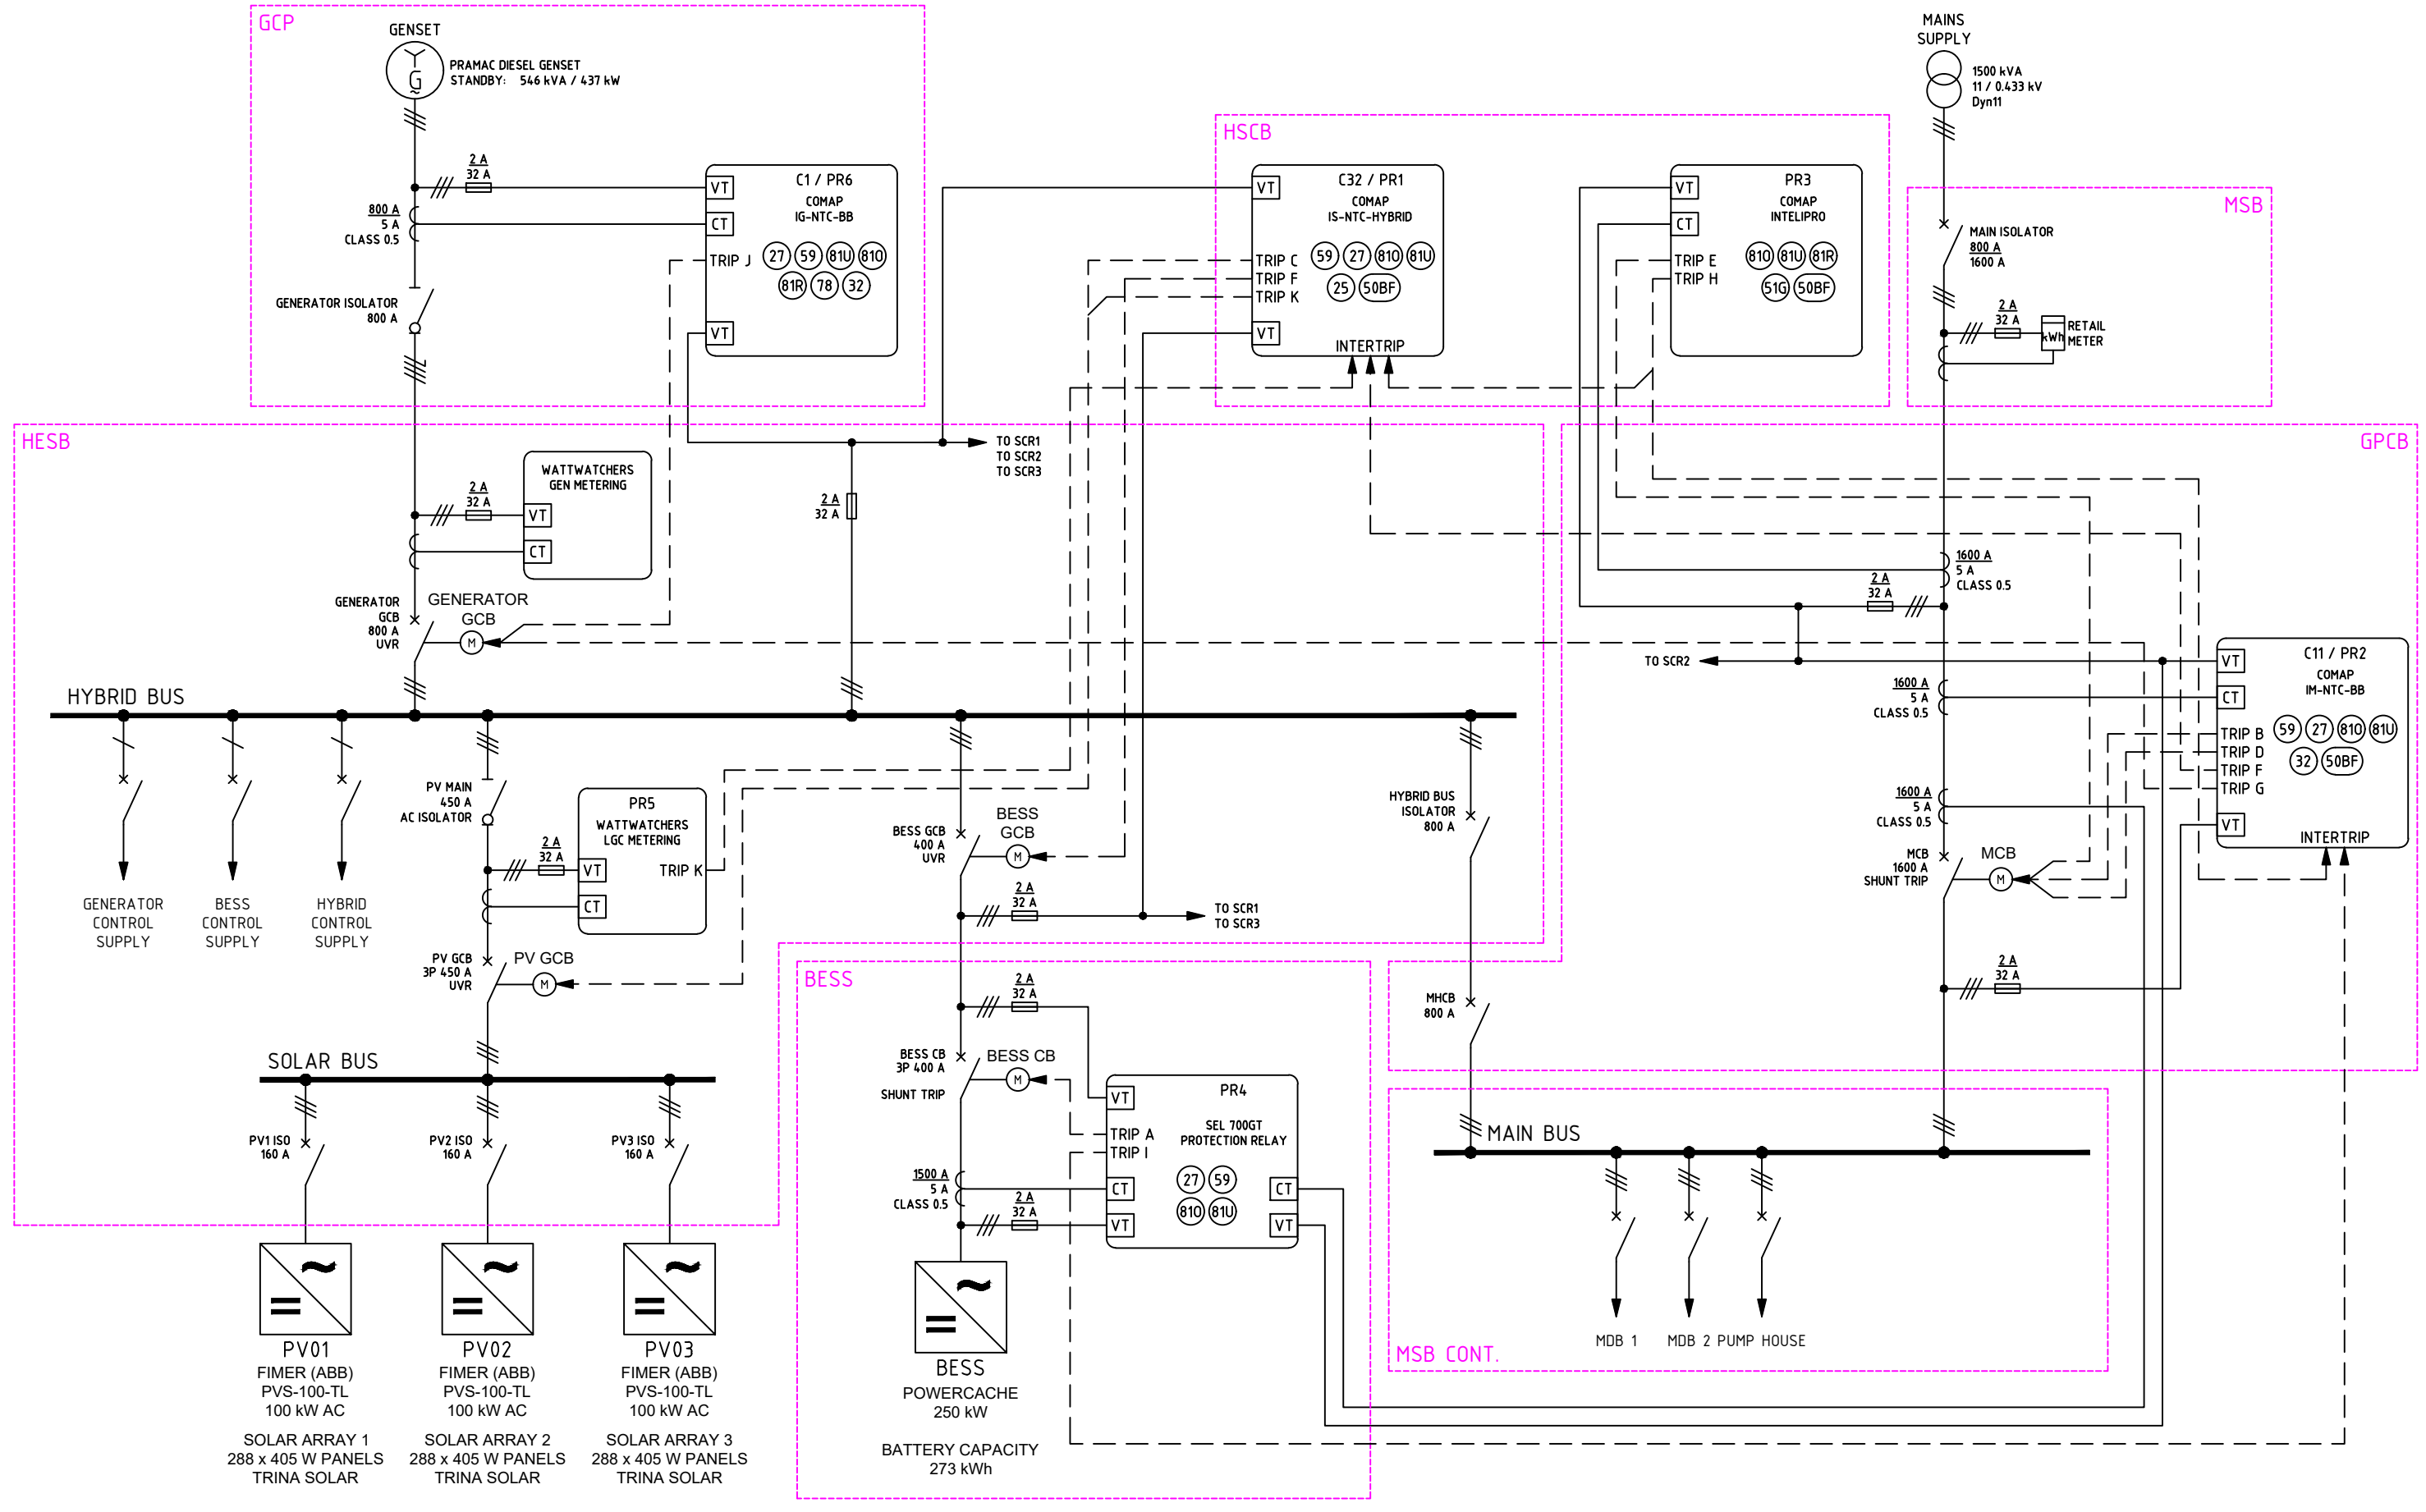 GCP
GENSET
G
PRAMAC DIESEL GENSET
STANDBY: 546 kVA / 437 kW
2 A
32 A
800 A
5 A
CLASS 0.5
GENERATOR ISOLATOR
800 A
VT
CT
TRIP J
VT
C1 / PR6
COMAP
IG-NTC-BB
27 59 81U 81O
81R 78 32
HSCB
VT
TRIP C
TRIP F
TRIP K
VT
C32 / PR1
COMAP
IS-NTC-HYBRID
59 27 81O 81U
25 50BF
INTERTRIP
VT
CT
TRIP E
TRIP H
PR3
COMAP
INTELIPRO
81O 81U 81R
51G 50BF
MAINS
SUPPLY
1500 kVA
11 / 0.433 kV
Dyn11
MSB
MAIN ISOLATOR
800 A
1600 A
2 A
32 A
kWh
RETAIL
METER
HESB
WATTWATCHERS
GEN METERING
2 A
32 A
VT
CT
TO SCR1
TO SCR2
TO SCR3
2 A
32 A
GENERATOR
GCB
800 A
UVR
GENERATOR
GCB
M
HYBRID BUS
GENERATOR
CONTROL
SUPPLY
BESS
CONTROL
SUPPLY
HYBRID
CONTROL
SUPPLY
PV MAIN
450 A
AC ISOLATOR
2 A
32 A
PR5
WATTWATCHERS
LGC METERING
VT
TRIP K
CT
PV GCB
3P 450 A
UVR
PV GCB
M
BESS GCB
400 A
UVR
BESS
GCB
M
2 A
32 A
TO SCR1
TO SCR3
HYBRID BUS
ISOLATOR
800 A
SOLAR BUS
PV1 ISO
160 A
PV2 ISO
160 A
PV3 ISO
160 A
PV01
FIMER (ABB)
PVS-100-TL
100 kW AC
SOLAR ARRAY 1
288 x 405 W PANELS
TRINA SOLAR
PV02
FIMER (ABB)
PVS-100-TL
100 kW AC
SOLAR ARRAY 2
288 x 405 W PANELS
TRINA SOLAR
PV03
FIMER (ABB)
PVS-100-TL
100 kW AC
SOLAR ARRAY 3
288 x 405 W PANELS
TRINA SOLAR
BESS
2 A
32 A
BESS CB
3P 400 A
SHUNT TRIP
BESS CB
M
1500 A
5 A
CLASS 0.5
2 A
32 A
PR4
SEL 700GT
PROTECTION RELAY
VT
TRIP A
TRIP I
CT
VT
27 59
81O 81U
CT
VT
BESS
POWERCACHE
250 kW
BATTERY CAPACITY
273 kWh
GPCB
1600 A
5 A
CLASS 0.5
2 A
32 A
TO SCR2
1600 A
5 A
CLASS 0.5
1600 A
5 A
CLASS 0.5
MCB
1600 A
SHUNT TRIP
MCB
M
2 A
32 A
VT
CT
TRIP B
TRIP D
TRIP F
TRIP G
VT
C11 / PR2
COMAP
IM-NTC-BB
59 27 81O 81U
32 50BF
INTERTRIP
MHCB
800 A
MAIN BUS
MDB 1
MDB 2
PUMP HOUSE
MSB CONT.